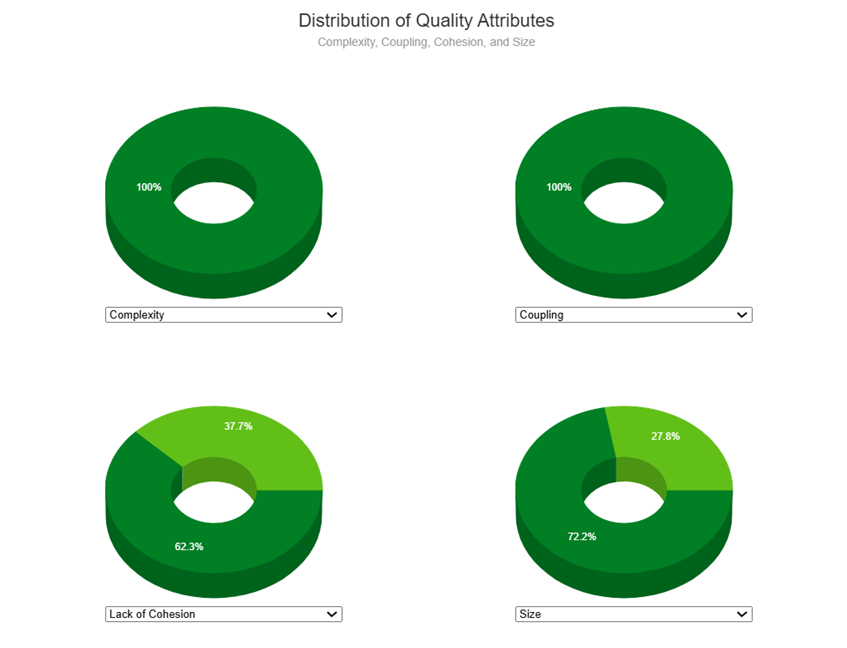 Distribution of Quality Attributes
Complexity, Coupling, Cohesion, and Size
100%
100%
Complexity
Coupling
37.7%
27.8%
62.3%
72.2%
Lack of Cohesion
Size